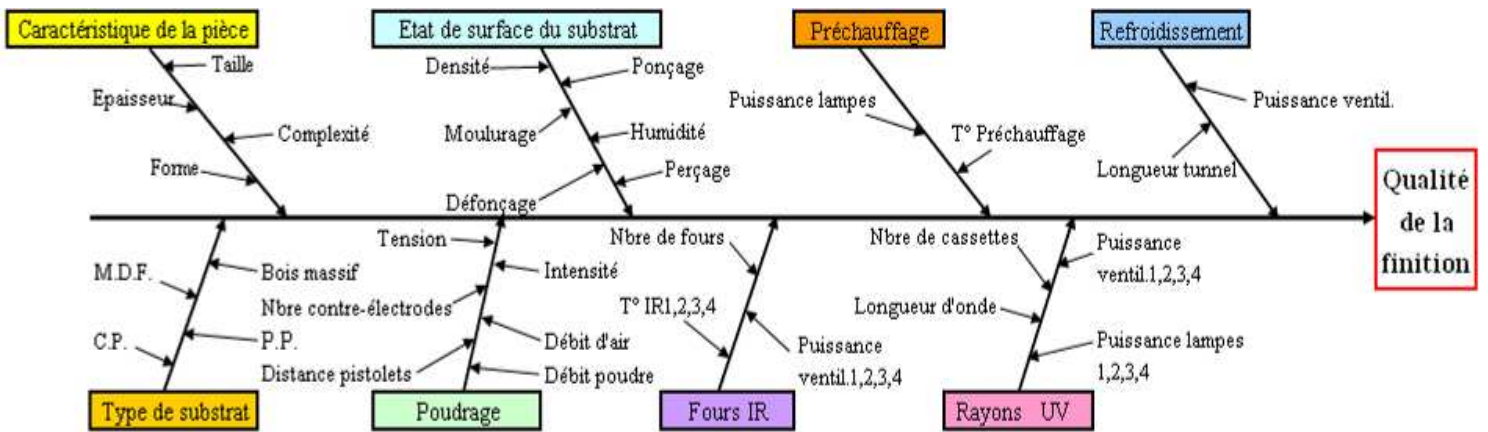 Caractéristique de la pièce
Etat de surface du substrat
Préchauffage
Refroidissement
Taille
Epaisseur
Complexité
Forme
Densité
Ponçage
Moulurage
Humidité
Perçage
Défonçage
Puissance lampes
T° Préchauffage
Puissance ventil.
Longueur tunnel
Qualité
de la
finition
M.D.F.
Bois massif
C.P.
P.P.
Tension
Intensité
Nbre contre-électrodes
Débit d'air
Distance pistolets
Débit poudre
Nbre de fours
T° IR1,2,3,4
Puissance
ventil.1,2,3,4
Nbre de cassettes
Puissance
ventil.1,2,3,4
Longueur d'onde
Puissance lampes
1,2,3,4
Type de substrat
Poudrage
Fours IR
Rayons UV